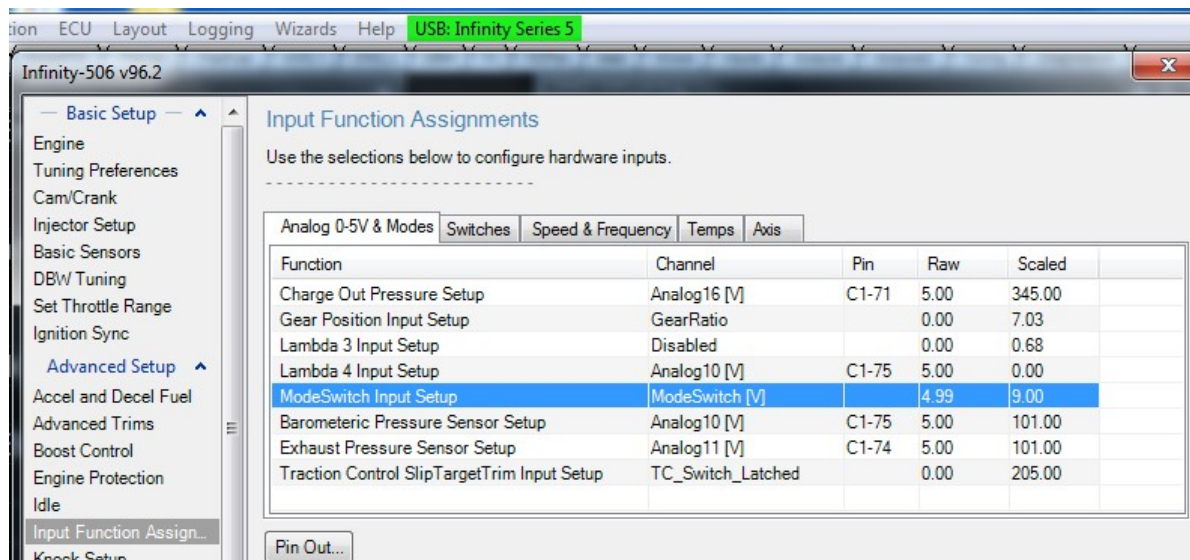 ECU Layout Logging Wizards Help USB: Infinity Series 5
Infinity-506 v96.2
Basic Setup
Engine
Tuning Preferences
Cam/Crank
Injector Setup
Basic Sensors
DBW Tuning
Set Throttle Range
Ignition Sync
Advanced Setup
Accel and Decel Fuel
Advanced Trims
Boost Control
Engine Protection
Idle
Input Function Assign...
Knock Setup
Input Function Assignments
Use the selections below to configure hardware inputs.
Analog 0-5V & Modes Switches Speed & Frequency Temps Axis
Function Channel Pin Raw Scaled
Charge Out Pressure Setup Analog16 [V] C1-71 5.00 345.00
Gear Position Input Setup GearRatio 0.00 7.03
Lambda 3 Input Setup Disabled 0.00 0.68
Lambda 4 Input Setup Analog10 [V] C1-75 5.00 0.00
ModeSwitch Input Setup ModeSwitch [V] 4.99 9.00
Barometeric Pressure Sensor Setup Analog10 [V] C1-75 5.00 101.00
Exhaust Pressure Sensor Setup Analog11 [V] C1-74 5.00 101.00
Traction Control SlipTargetTrim Input Setup TC_Switch_Latched 0.00 205.00
Pin Out...